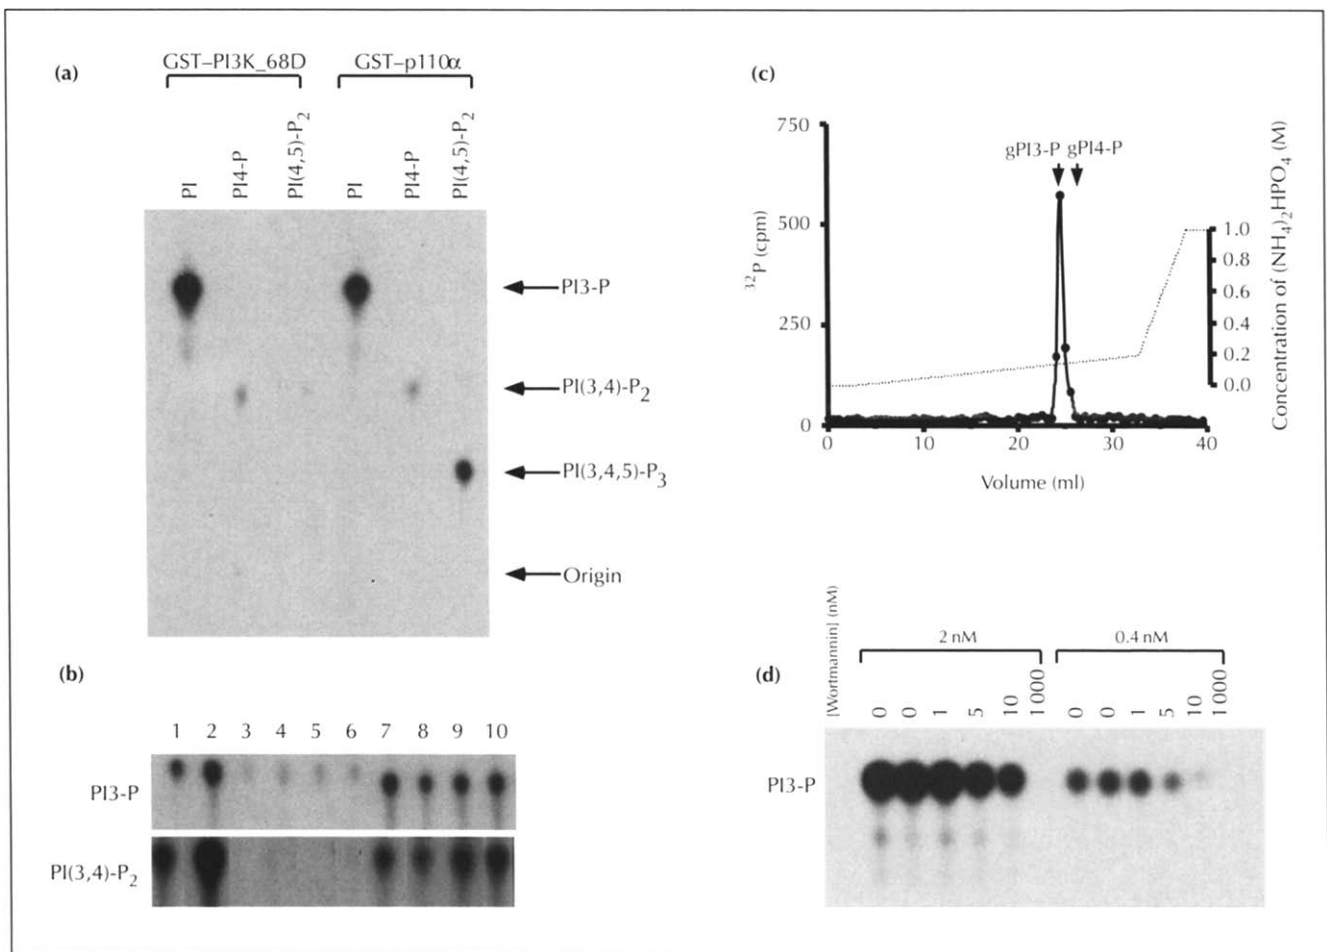 (a)
GST–PI3K_68D GST–p110α
PI PI4-P PI(4,5)-P2 PI PI4-P PI(4,5)-P2
PI3-P
PI(3,4)-P2
PI(3,4,5)-P3
Origin
(b)
1 2 3 4 5 6 7 8 9 10
PI3-P
PI(3,4)-P2
(c)
750
500
250
0
32P (cpm)
gPI3-P gPI4-P
1.0
0.8
0.6
0.4
0.2
0.0
Concentration of (NH4)2HPO4 (M)
0 10 20 30 40
Volume (ml)
(d)
[Wortmannin] (nM)
2 nM 0.4 nM
0 0 1 5 10 1000 0 0 1 5 10 1000
PI3-P